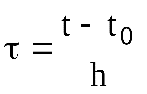 τ = (t - t₀) / h